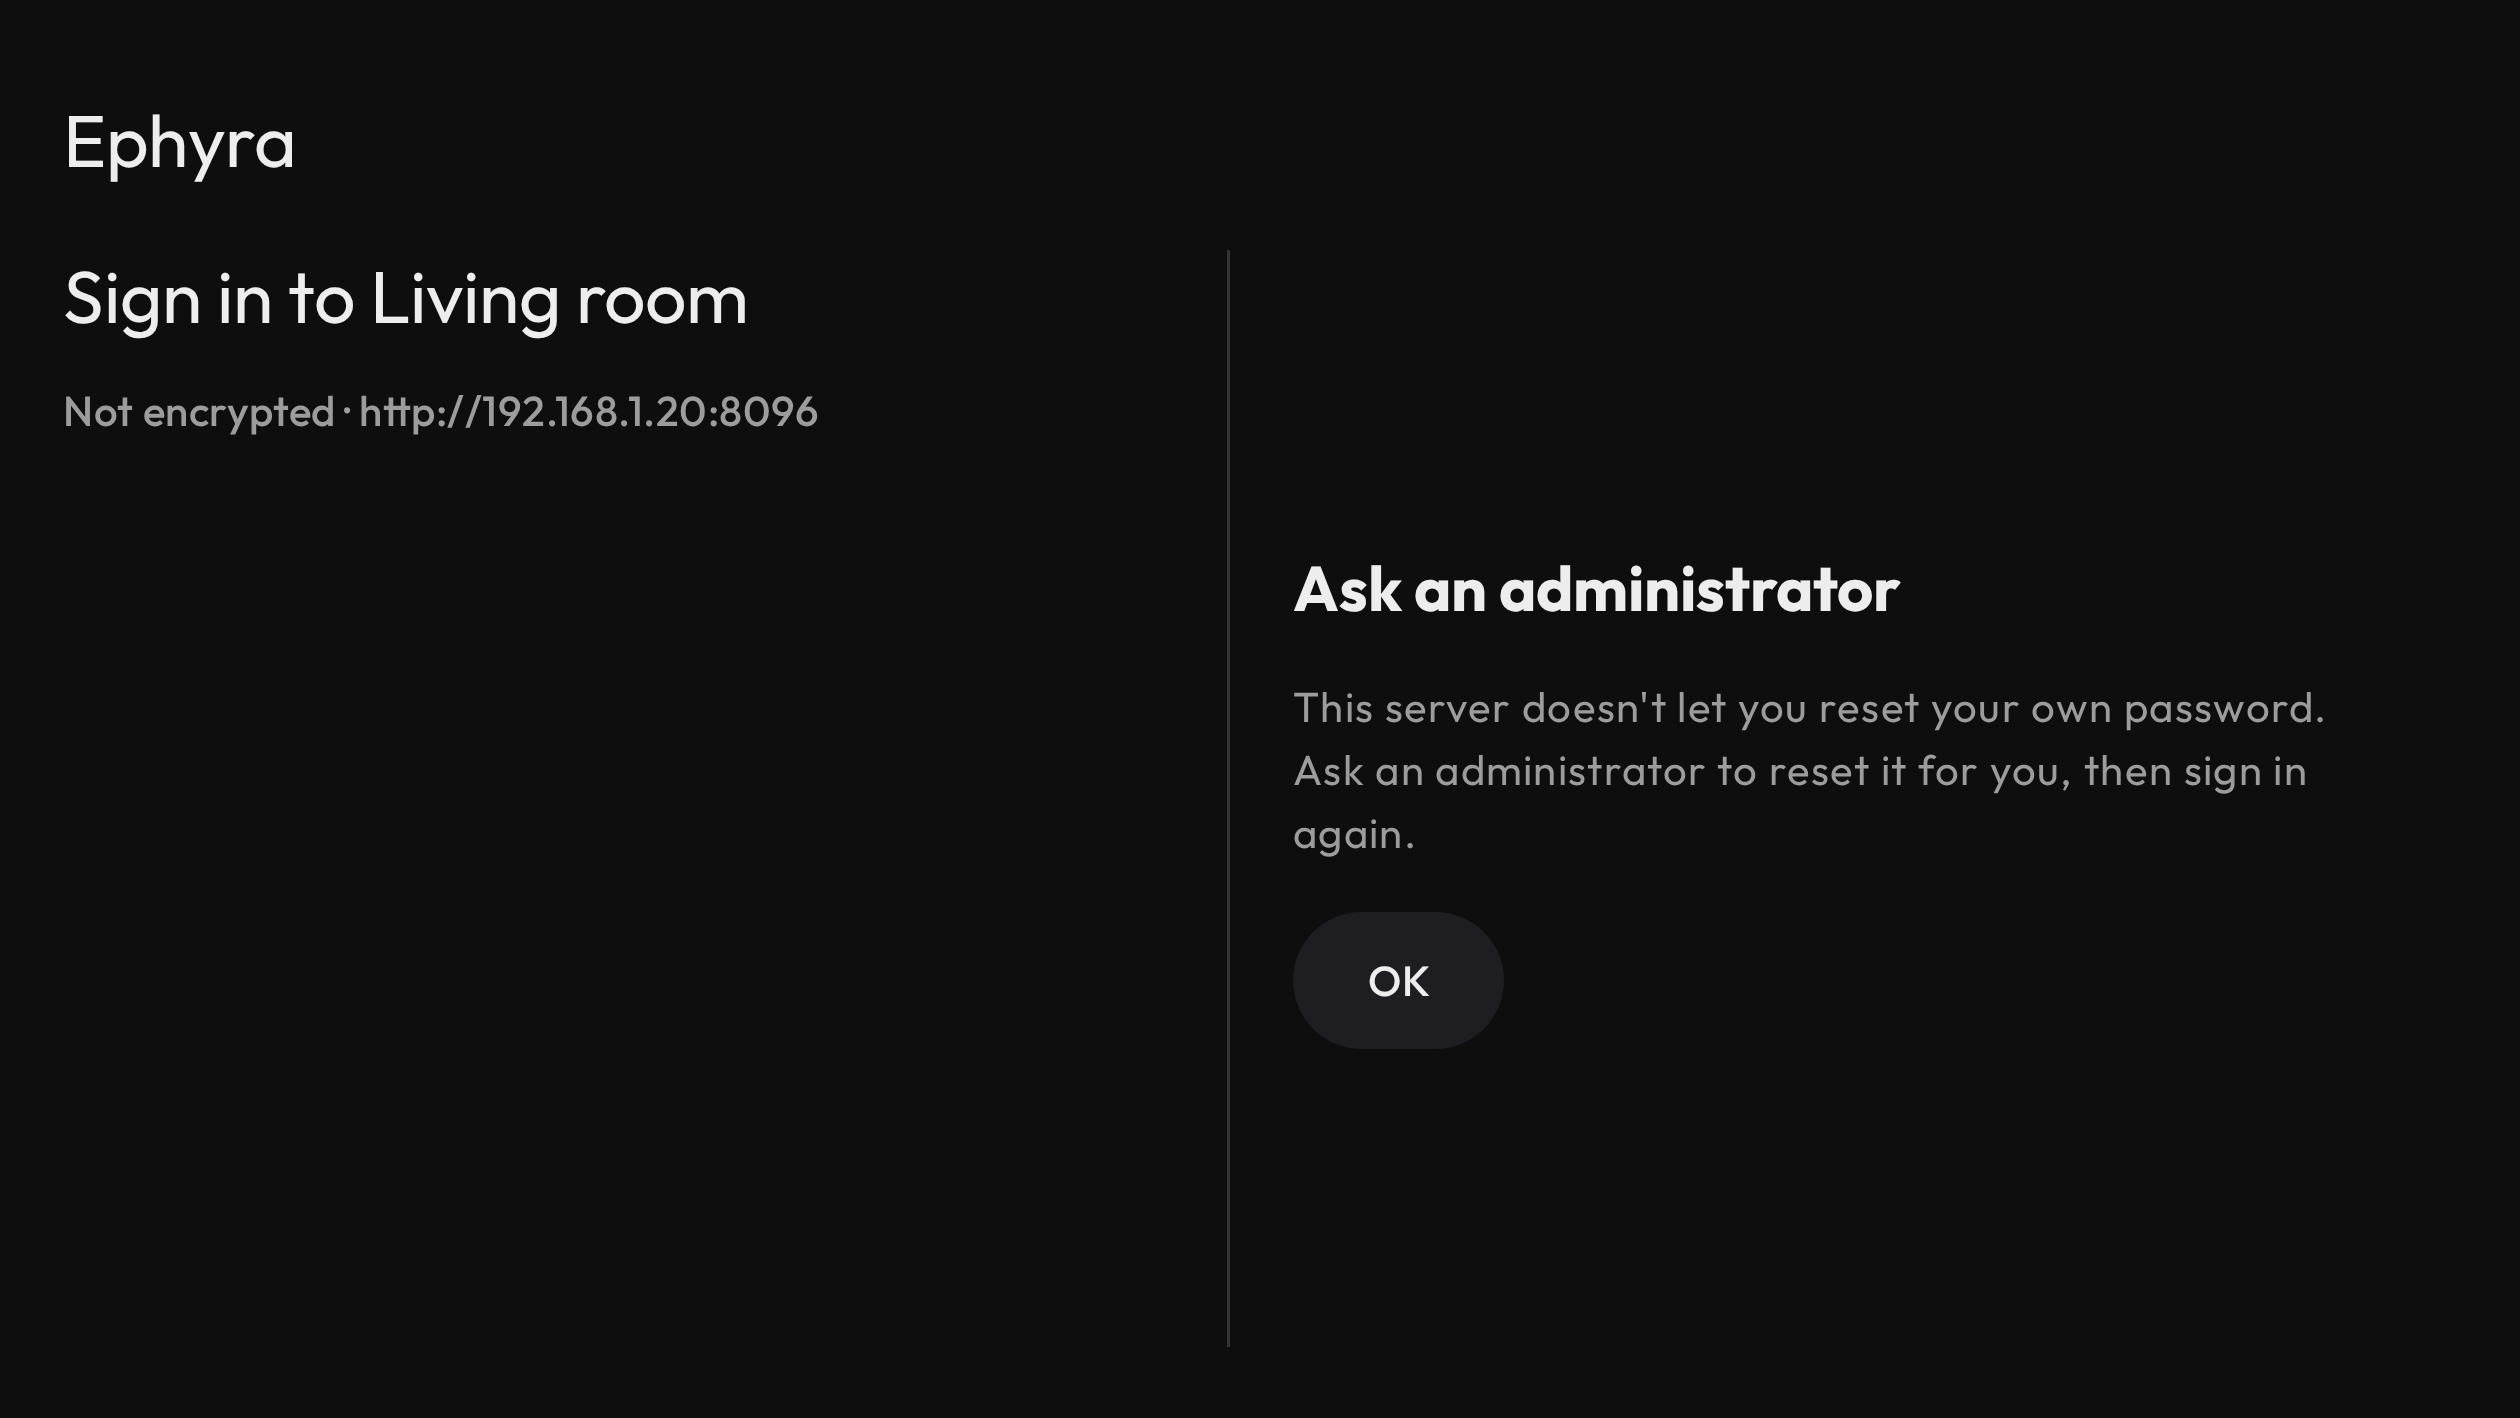 Ephyra
Sign in to Living room
Not encrypted · http://192.168.1.20:8096
Ask an administrator
This server doesn't let you reset your own password.
Ask an administrator to reset it for you, then sign in
again.
OK